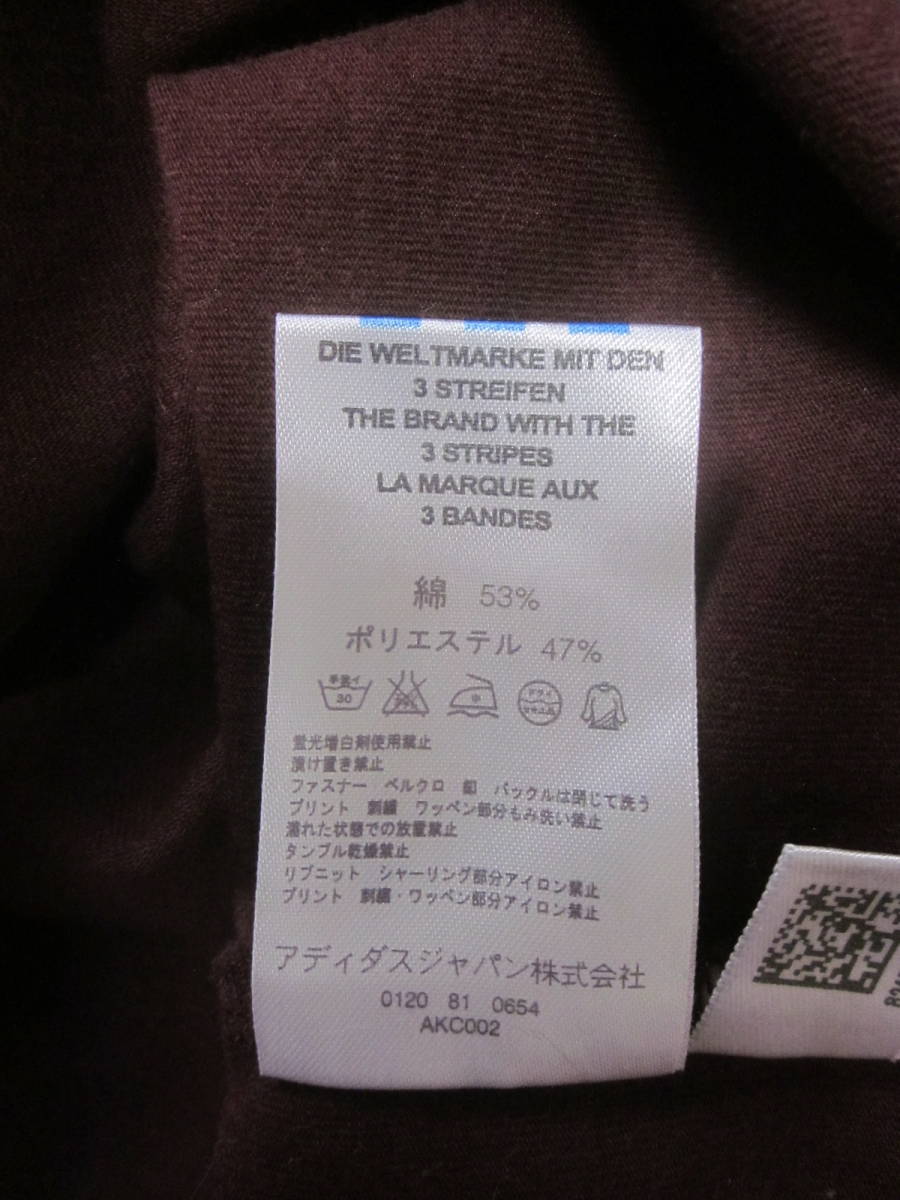 DIE WELTMARKE MIT DEN
3 STREIFEN
THE BRAND WITH THE
3 STRIPES
LA MARQUE AUX
3 BANDES
綿 53%
ポリエステル 47%
手洗イ
30
ドライ
蛍光増白剤使用禁止
漬け置き禁止
ファスナー ベルクロ 釦 バックルは閉じて洗う
プリント 刺繍 ワッペン部分もみ洗い禁止
濡れた状態での放置禁止
タンブル乾燥禁止
リブニット シャーリング部分アイロン禁止
プリント 刺繍・ワッペン部分アイロン禁止
アディダスジャパン株式会社
0120 81 0654
AKC002